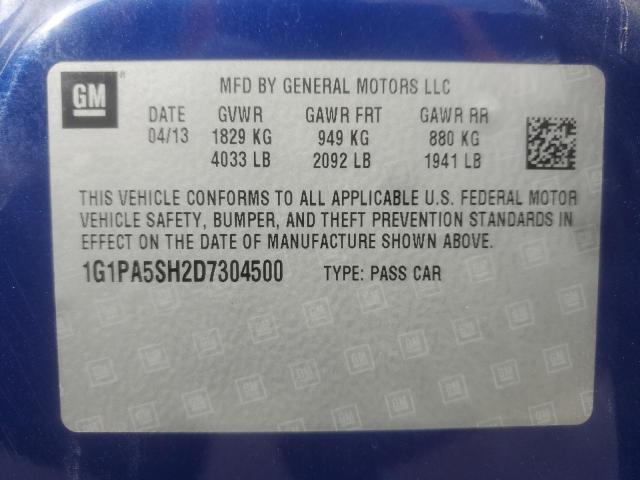 GM ®
MFD BY GENERAL MOTORS LLC
DATE GVWR GAWR FRT GAWR RR
04/13 1829 KG 949 KG 880 KG
4033 LB 2092 LB 1941 LB
THIS VEHICLE CONFORMS TO ALL APPLICABLE U.S. FEDERAL MOTOR
VEHICLE SAFETY, BUMPER, AND THEFT PREVENTION STANDARDS IN
EFFECT ON THE DATE OF MANUFACTURE SHOWN ABOVE.
1G1PA5SH2D7304500 TYPE: PASS CAR